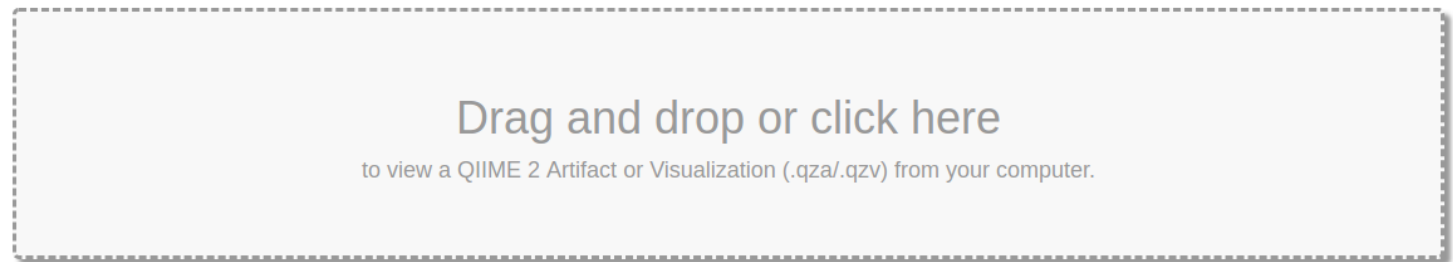 Drag and drop or click here
to view a QIIME 2 Artifact or Visualization (.qza/.qzv) from your computer.